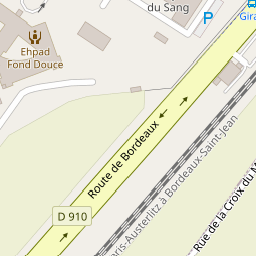 du Sang
P
Gira
Ehpad
Fond Douce
Route de Bordeaux
D 910
Paris-Austerlitz à Bordeaux-Saint-Jean
Rue de la Croix du M